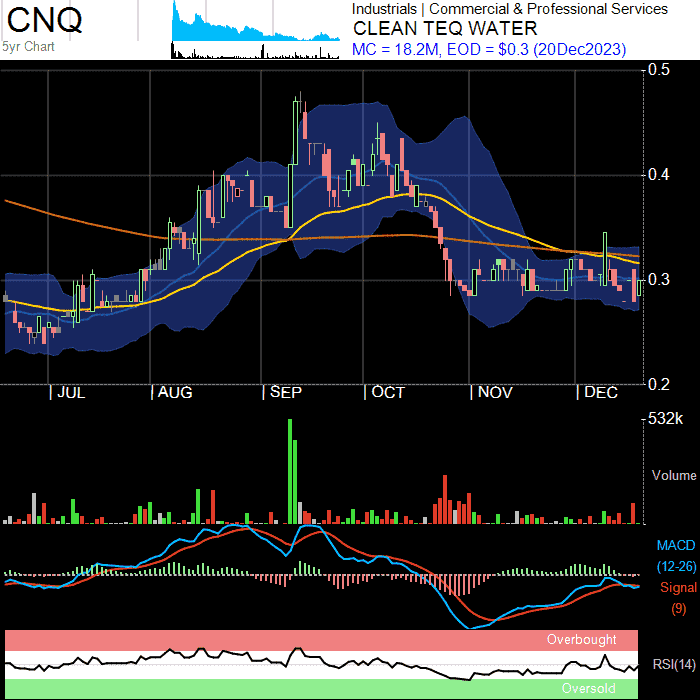 CNQ
5yr Chart
Industrials | Commercial & Professional Services
CLEAN TEQ WATER
MC = 18.2M, EOD = $0.3 (20Dec2023)
0.5
0.4
0.3
0.2
| JUL | AUG | SEP | OCT | NOV | DEC
532k
Volume
MACD
(12-26)
Signal
(9)
Overbought
RSI(14)
Oversold